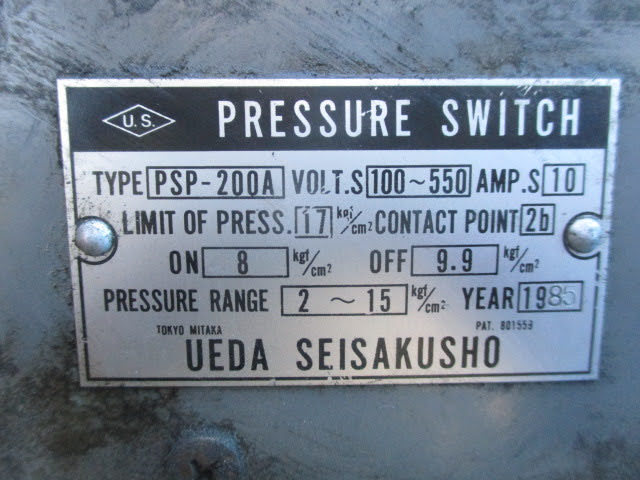 U.S. PRESSURE SWITCH
TYPE PSP-200A VOLT.S 100~550 AMP.S 10
LIMIT OF PRESS. 17 kgf/cm² CONTACT POINT 2b
ON 8 kgf/cm² OFF 9.9 kgf/cm²
PRESSURE RANGE 2 ~ 15 kgf/cm² YEAR 1985
TOKYO MITAKA PAT. 801553
UEDA SEISAKUSHO